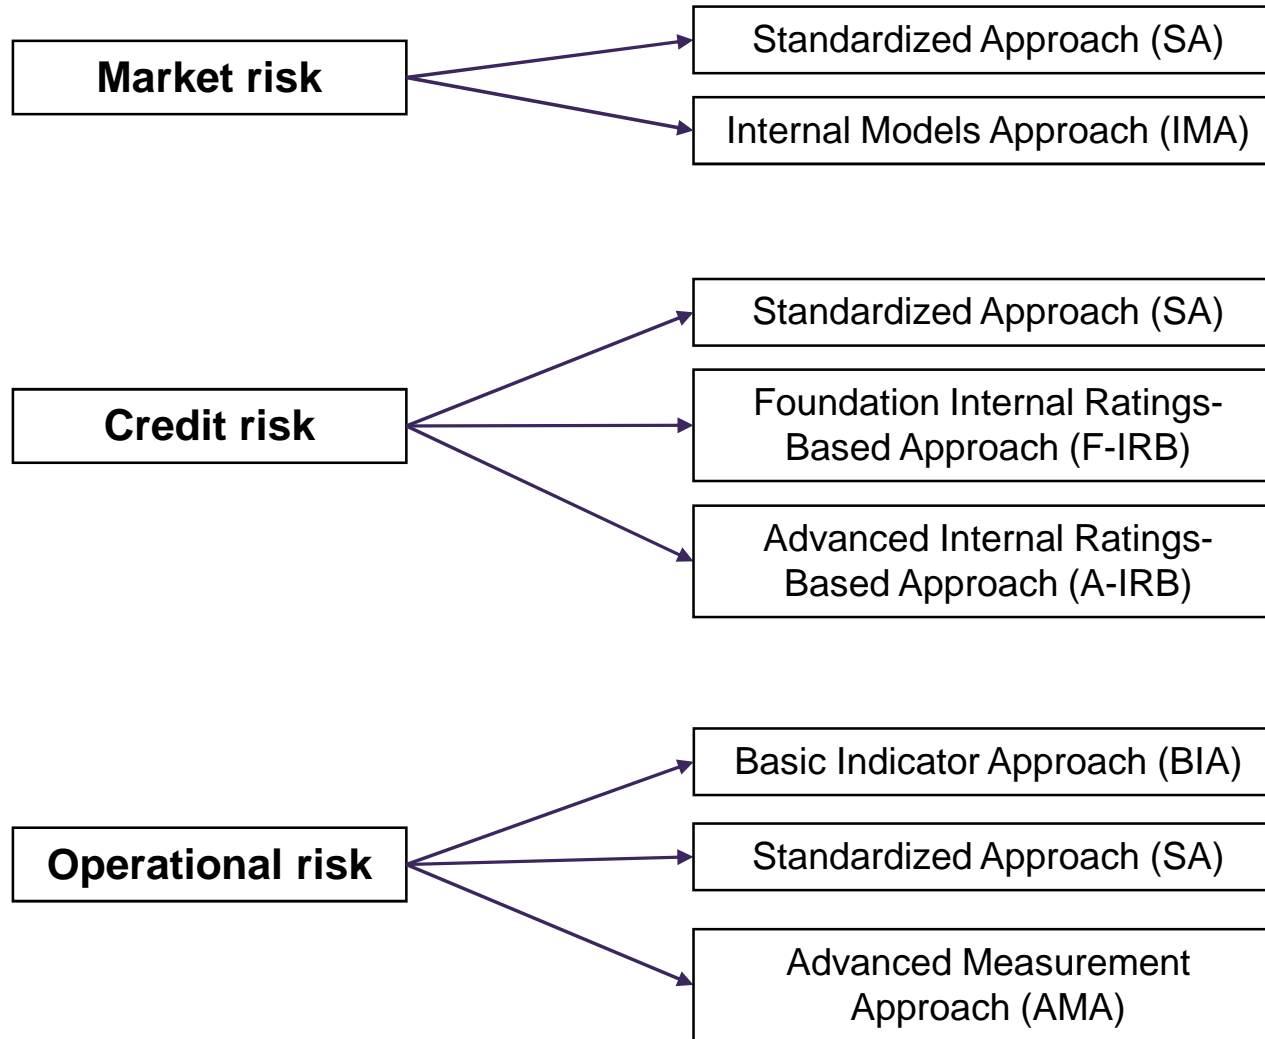 Market risk
Standardized Approach (SA)
Internal Models Approach (IMA)
Credit risk
Standardized Approach (SA)
Foundation Internal Ratings-
Based Approach (F-IRB)
Advanced Internal Ratings-
Based Approach (A-IRB)
Operational risk
Basic Indicator Approach (BIA)
Standardized Approach (SA)
Advanced Measurement
Approach (AMA)